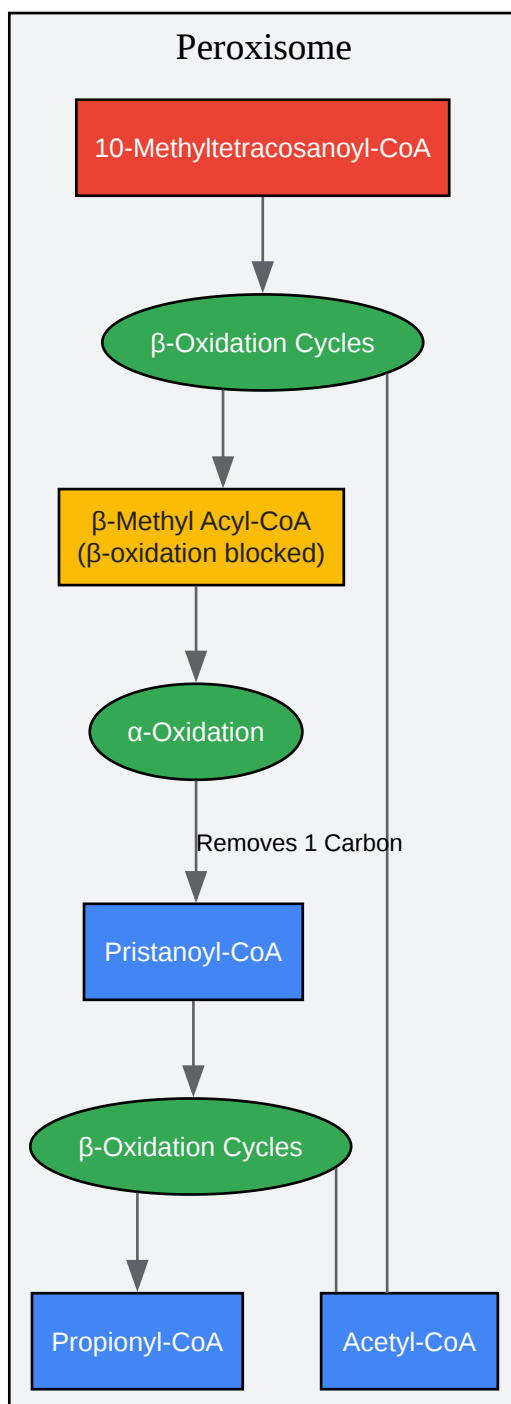 Peroxisome
10-Methyltetracosanoyl-CoA
β-Oxidation Cycles
β-Methyl Acyl-CoA
(β-oxidation blocked)
α-Oxidation
Removes 1 Carbon
Pristanoyl-CoA
β-Oxidation Cycles
Propionyl-CoA
Acetyl-CoA